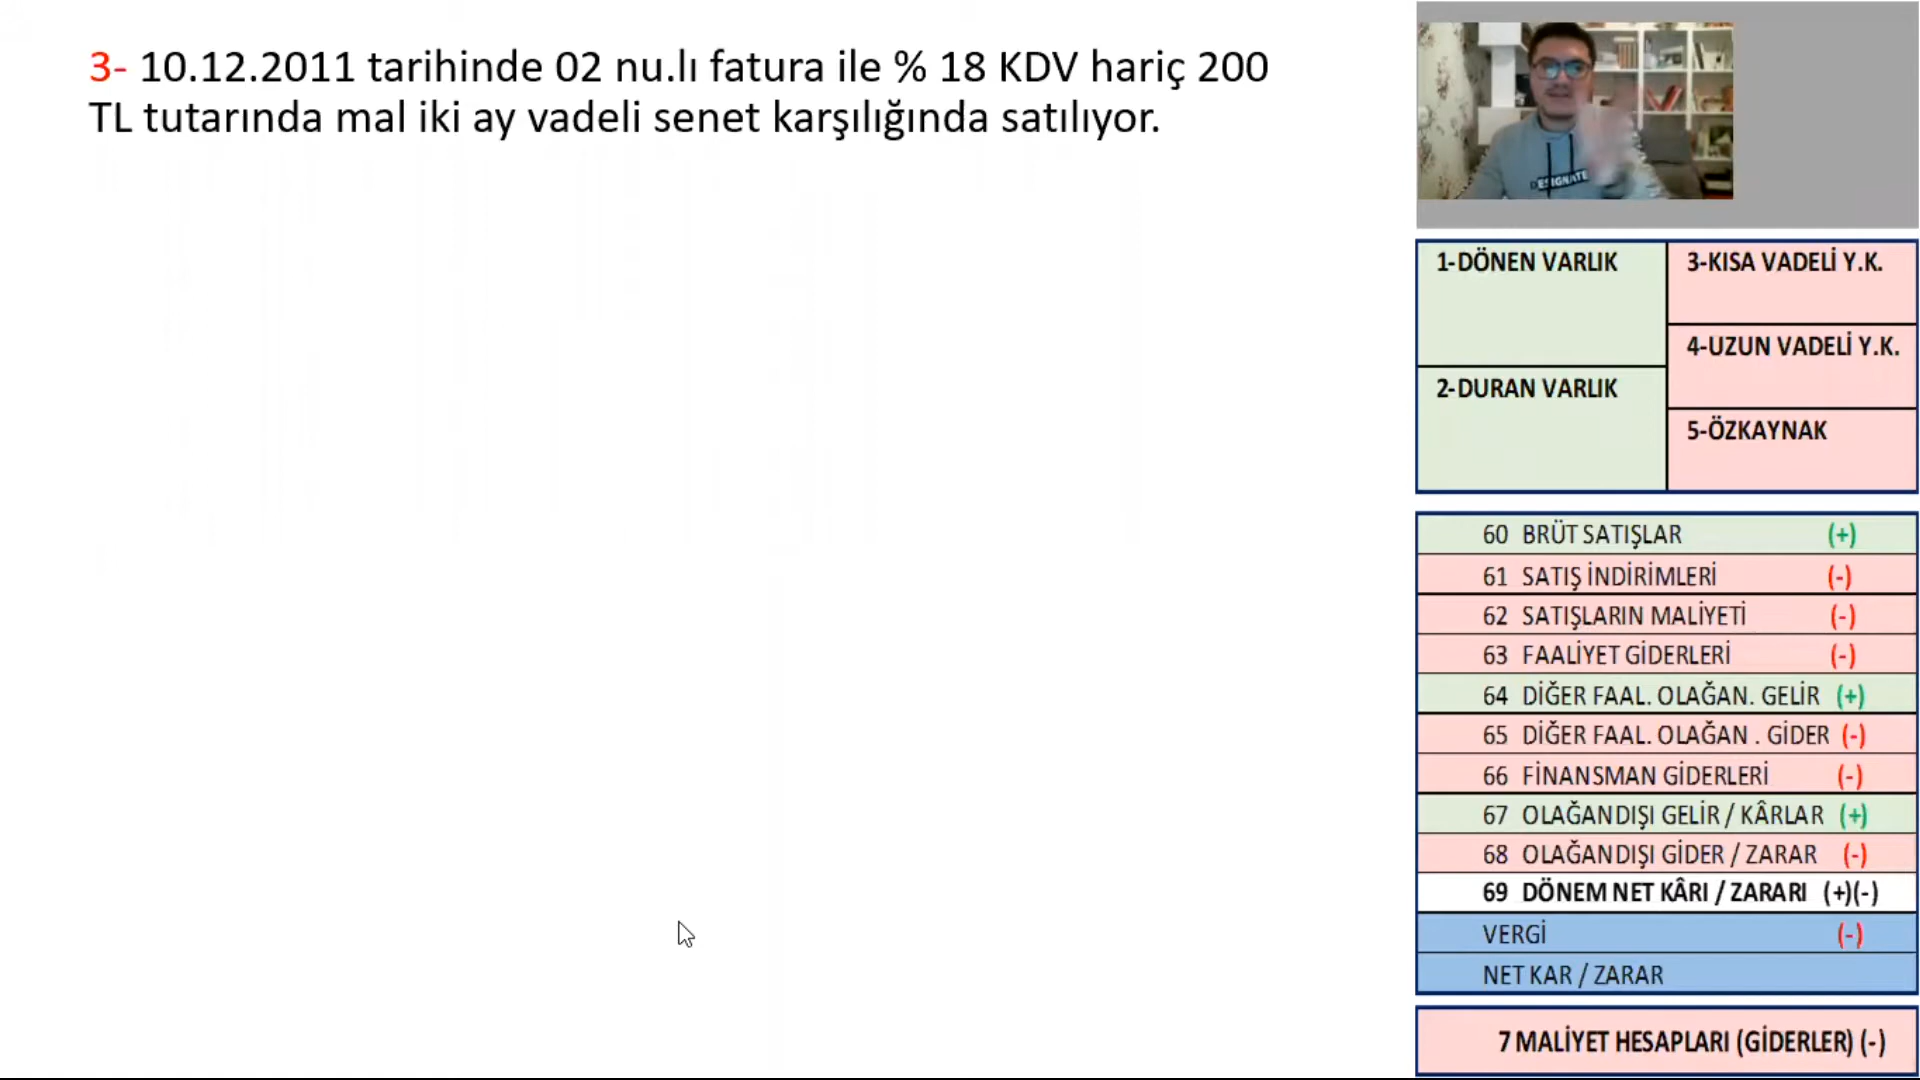 3- 10.12.2011 tarihinde 02 nu.lı fatura ile % 18 KDV hariç 200
TL tutarında mal iki ay vadeli senet karşılığında satılıyor.
DESIGNATE
1-DÖNEN VARLIK
2-DURAN VARLIK
3-KISA VADELİ Y.K.
4-UZUN VADELİ Y.K.
5-ÖZKAYNAK
60 BRÜT SATIŞLAR (+)
61 SATIŞ İNDİRİMLERİ (-)
62 SATIŞLARIN MALİYETİ (-)
63 FAALİYET GİDERLERİ (-)
64 DİĞER FAAL. OLAĞAN. GELİR (+)
65 DİĞER FAAL. OLAĞAN . GİDER (-)
66 FİNANSMAN GİDERLERİ (-)
67 OLAĞANDIŞI GELİR / KÂRLAR (+)
68 OLAĞANDIŞI GİDER / ZARAR (-)
69 DÖNEM NET KÂRI / ZARARI (+)(-)
VERGİ (-)
NET KAR / ZARAR
7 MALİYET HESAPLARI (GİDERLER) (-)